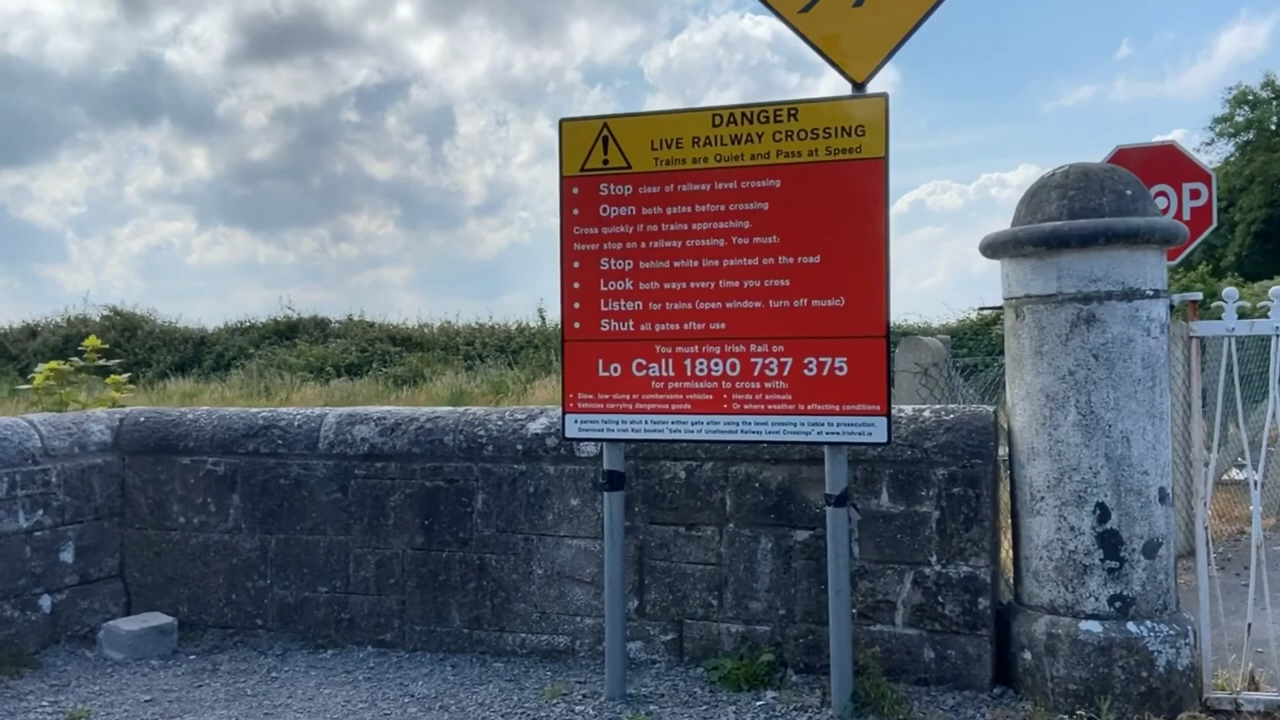 DANGER
LIVE RAILWAY CROSSING
Trains are Quiet and Pass at Speed
• Stop clear of railway level crossing
• Open both gates before crossing
Cross quickly if no trains approaching.
Never stop on a railway crossing. You must:
• Stop behind white line painted on the road
• Look both ways every time you cross
• Listen for trains (open window, turn off music)
• Shut all gates after use
You must ring Irish Rail on
Lo Call 1890 737 375
for permission to cross with:
• Slow, low-slung or cumbersome vehicles • Herds of animals
• Vehicles carrying dangerous goods • Or where weather is affecting conditions
A person failing to shut & fasten either gate after using the level crossing is liable to prosecution.
Download the Irish Rail booklet "Safe Use of Unattended Railway Level Crossings" at www.irishrail.ie
OP